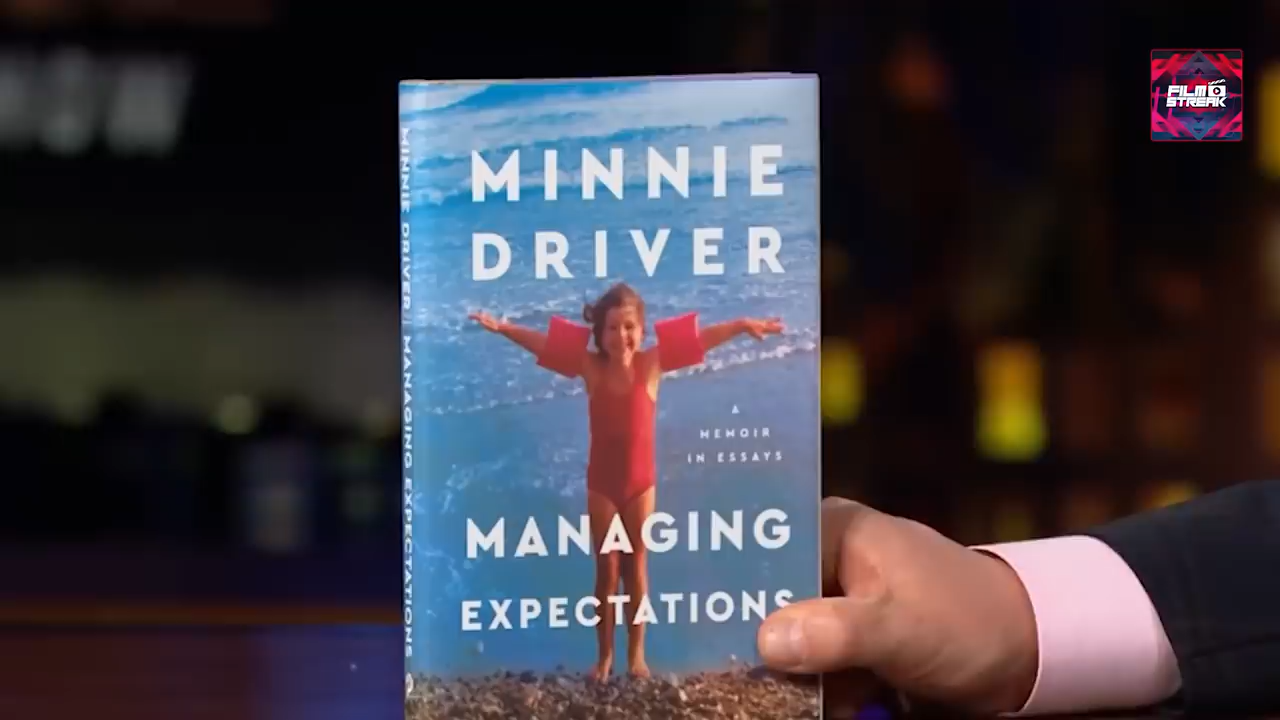 MINNIE
DRIVER
A
MEMOIR
IN ESSAYS
MANAGING
EXPECTATIONS
MINNIE DRIVER MANAGING EXPECTATIONS
FILM
STREAK